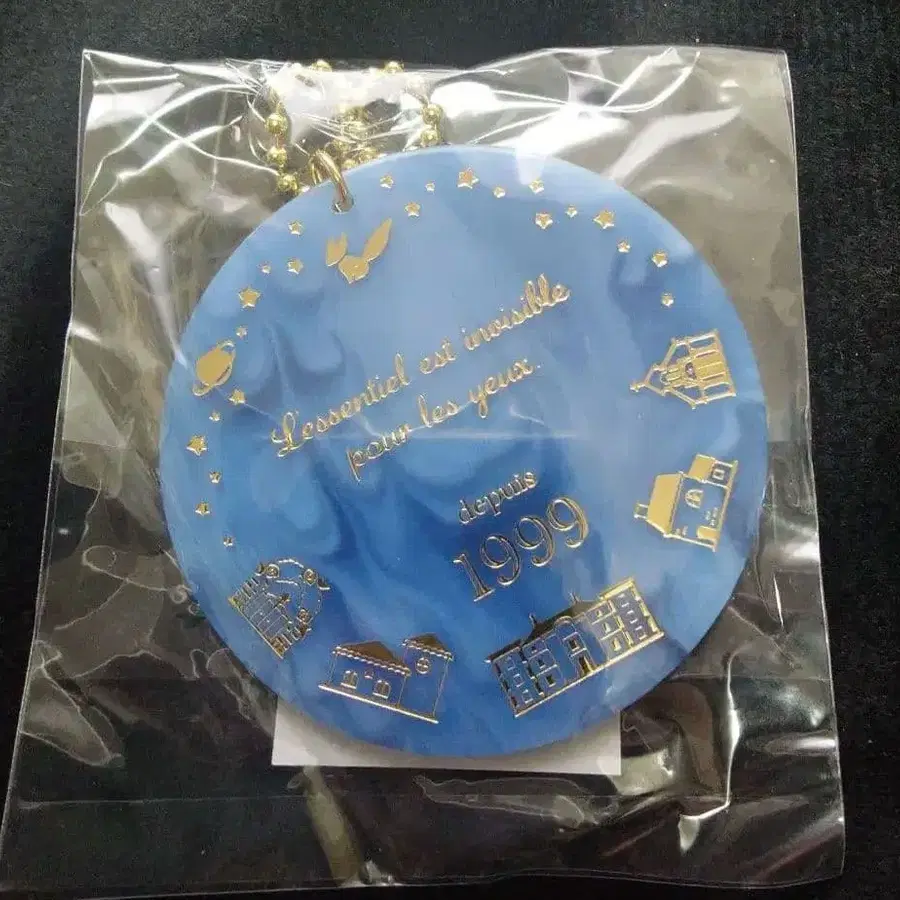 L'essentiel est invisible
pour les yeux.
depuis
1999